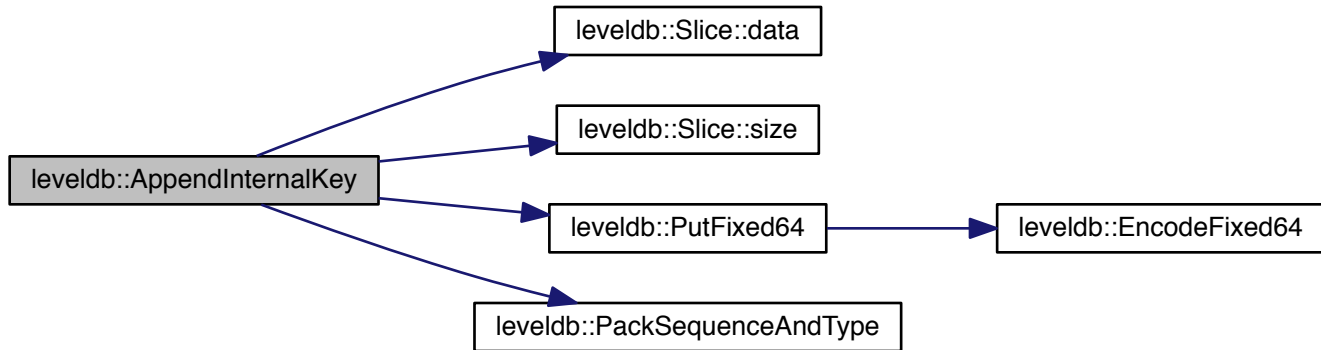 leveldb::Slice::data
leveldb::Slice::size
leveldb::AppendInternalKey
leveldb::PutFixed64
leveldb::EncodeFixed64
leveldb::PackSequenceAndType